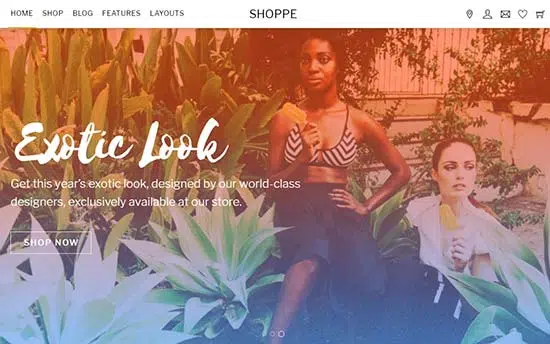 HOME SHOP BLOG FEATURES LAYOUTS SHOPPE
Exotic Look
Get this year's exotic look, designed by our world-class
designers, exclusively available at our store.
SHOP NOW